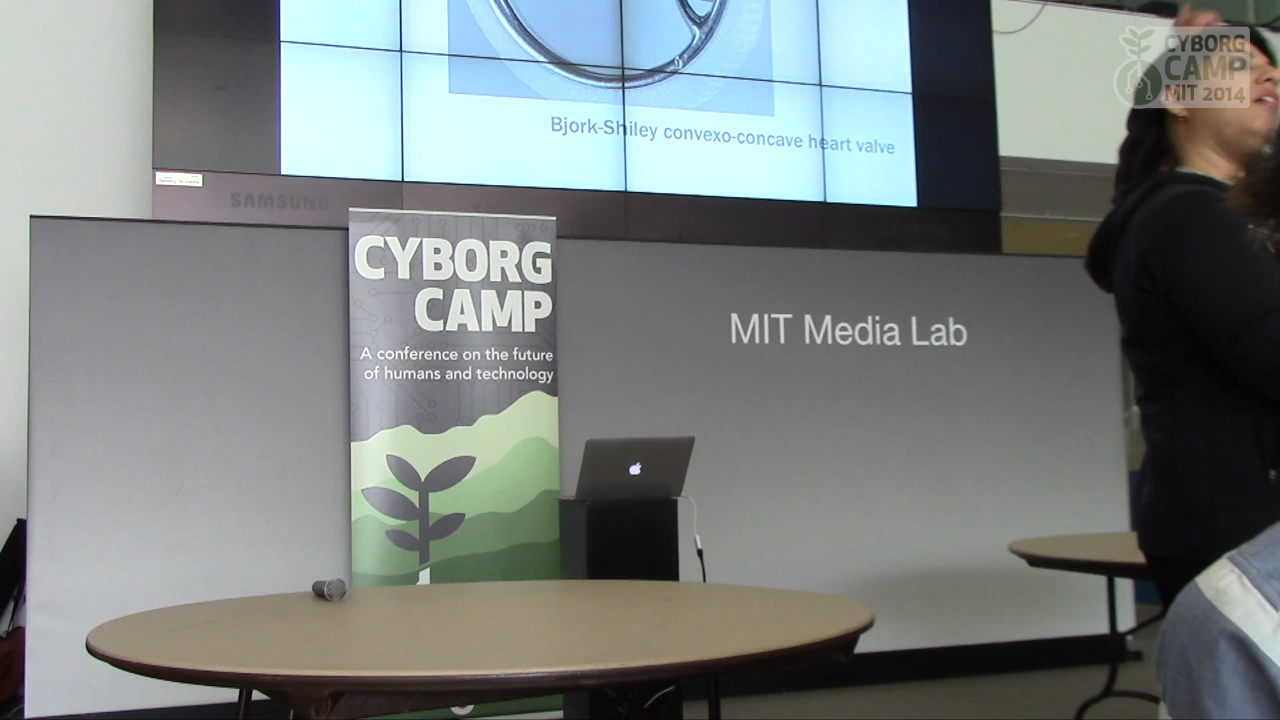 CYBORG
CAMP
MIT 2014
Bjork-Shiley convexo-concave heart valve
SAMSUNG
CYBORG
CAMP
A conference on the future
of humans and technology
MIT Media Lab